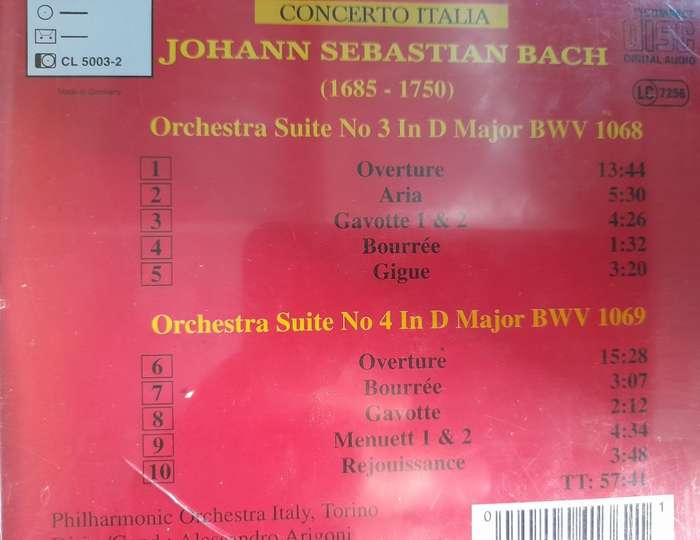 CONCERTO ITALIA
CL 5003-2
JOHANN SEBASTIAN BACH
COMPACT
DISC
DIGITAL AUDIO
Made in Germany
(1685 - 1750)
LC 7256
Orchestra Suite No 3 In D Major BWV 1068
1 Overture 13:44
2 Aria 5:30
3 Gavotte 1 & 2 4:26
4 Bourrée 1:32
5 Gigue 3:20
Orchestra Suite No 4 In D Major BWV 1069
6 Overture 15:28
7 Bourrée 3:07
8 Gavotte 2:12
9 Menuett 1 & 2 4:34
10 Rejouissance 3:48
TT: 57:41
Philharmonic Orchestra Italy, Torino
Alessandro Arigoni
0 1